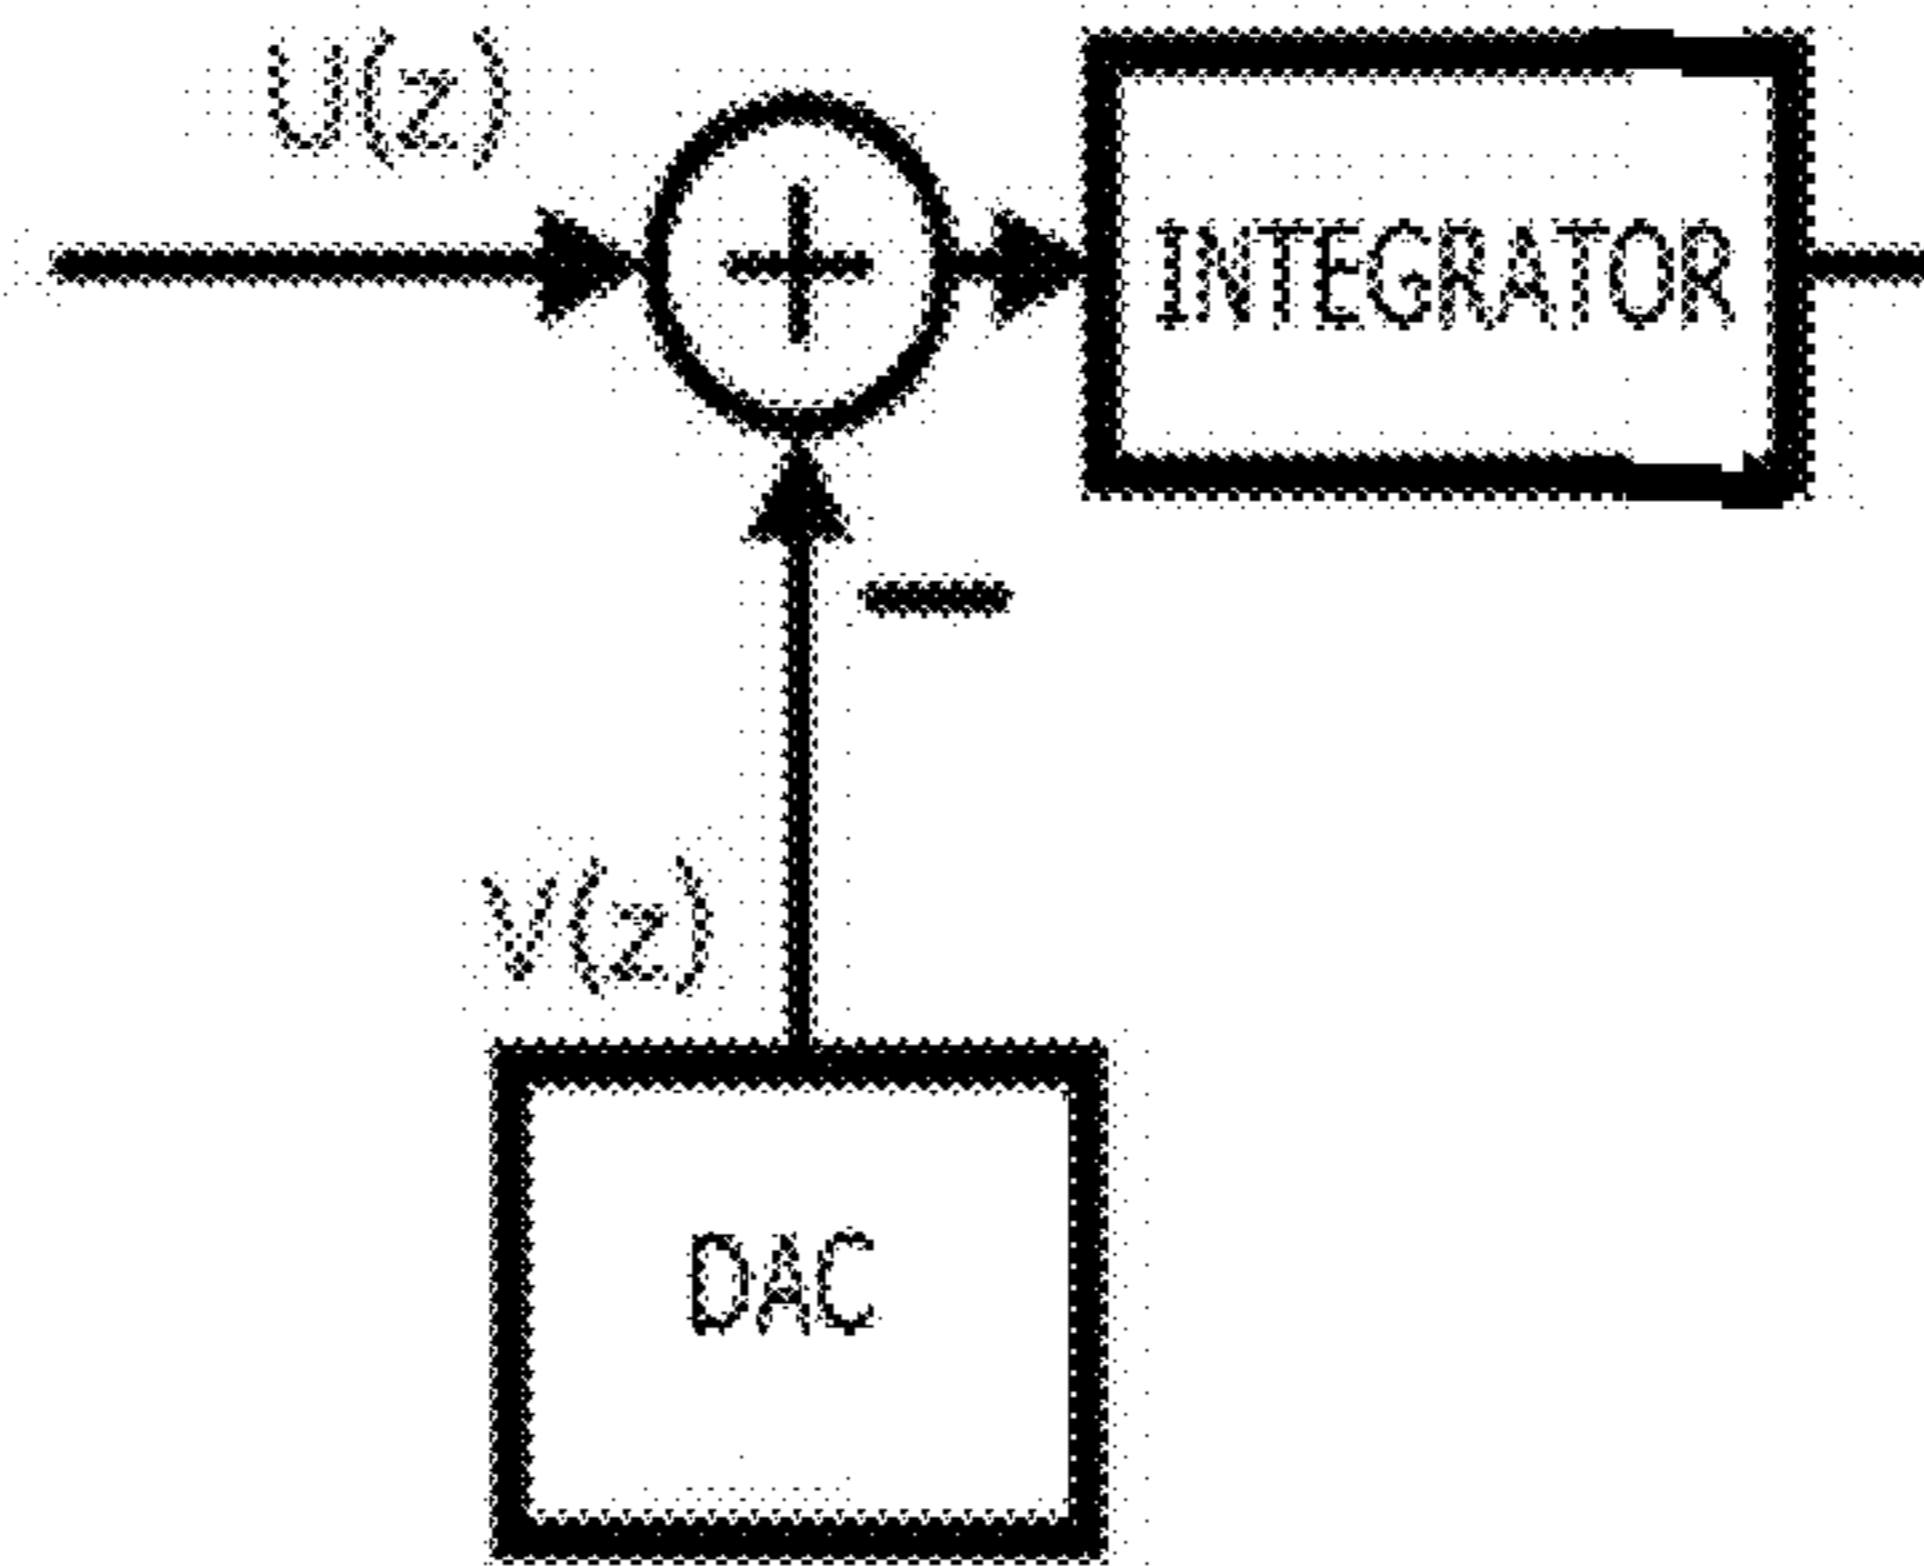 U(z)
+
INTEGRATOR
—
V(z)
DAC